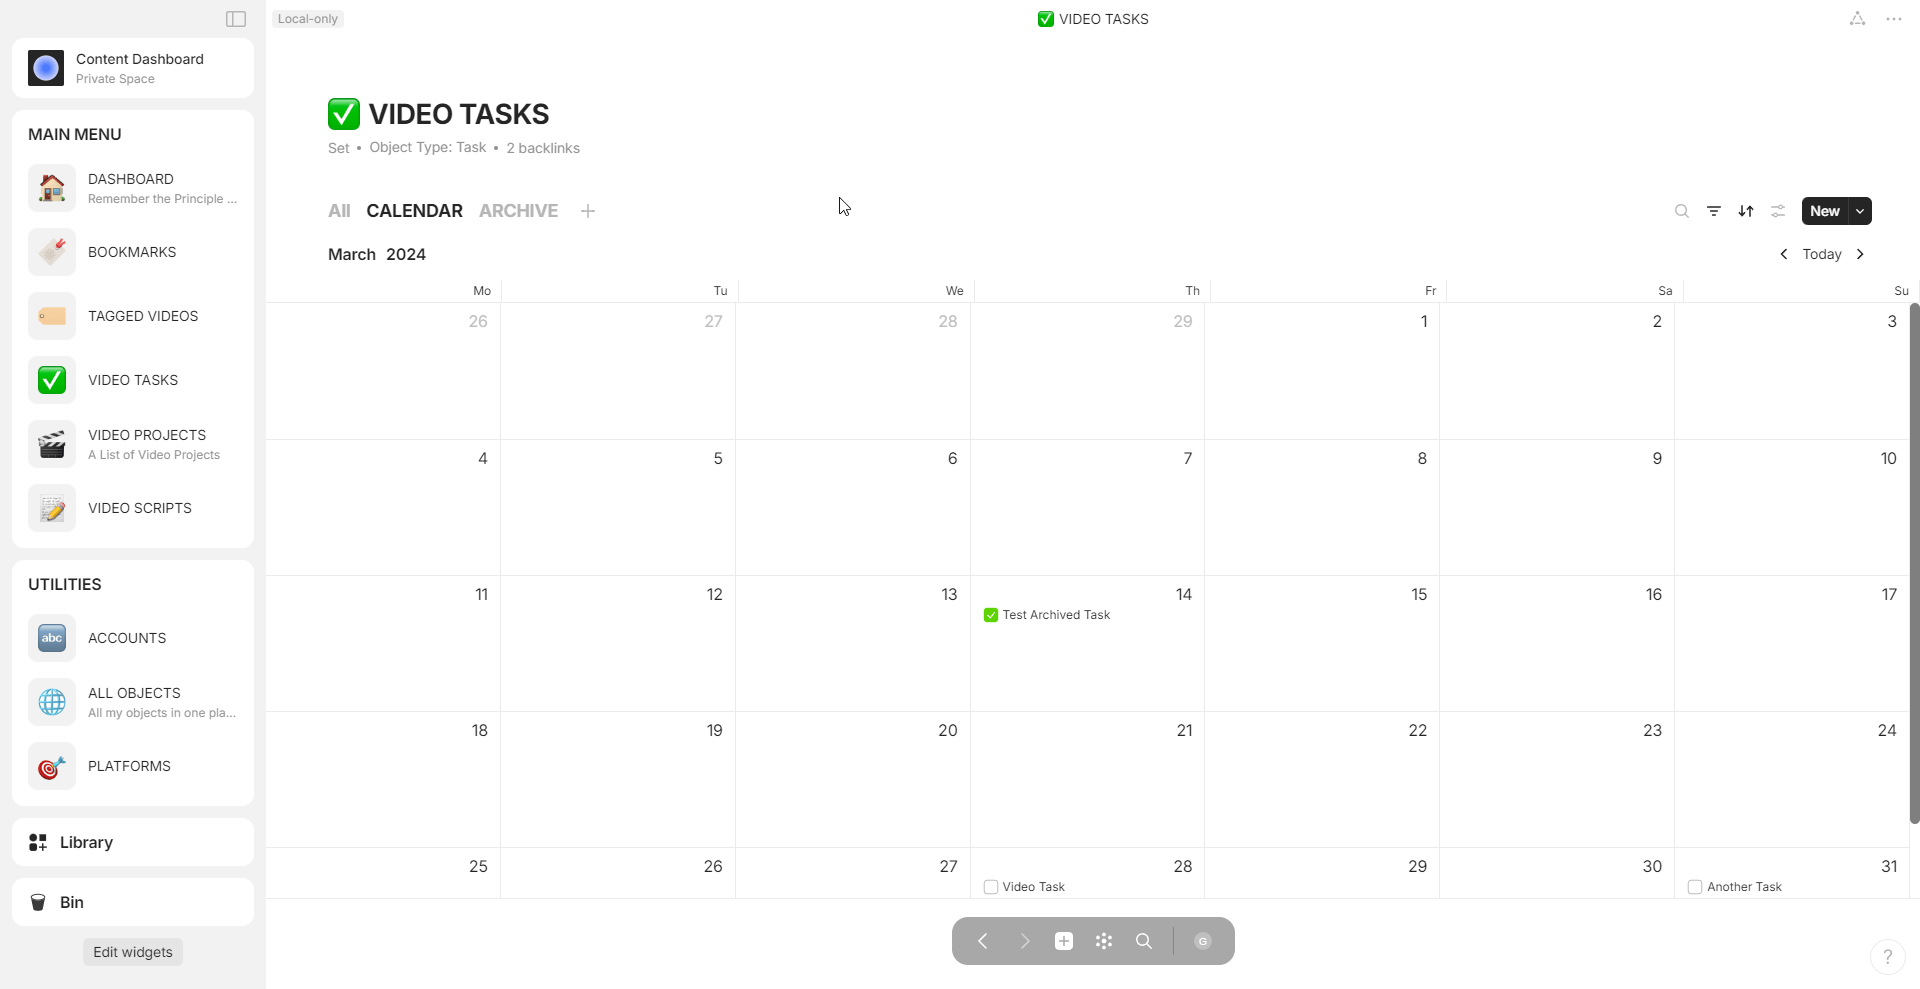 Local-only
✅ VIDEO TASKS
Content Dashboard
Private Space
MAIN MENU
DASHBOARD
Remember the Principle ...
BOOKMARKS
TAGGED VIDEOS
VIDEO TASKS
VIDEO PROJECTS
A List of Video Projects
VIDEO SCRIPTS
UTILITIES
abc
ACCOUNTS
ALL OBJECTS
All my objects in one pla...
PLATFORMS
Library
Bin
Edit widgets
✅ VIDEO TASKS
Set • Object Type: Task • 2 backlinks
All CALENDAR ARCHIVE +
New
March 2024
Today
Mo Tu We Th Fr Sa Su
26 27 28 29 1 2 3
4 5 6 7 8 9 10
11 12 13 14 15 16 17
Test Archived Task
18 19 20 21 22 23 24
25 26 27 28 29 30 31
Video Task Another Task
G
?